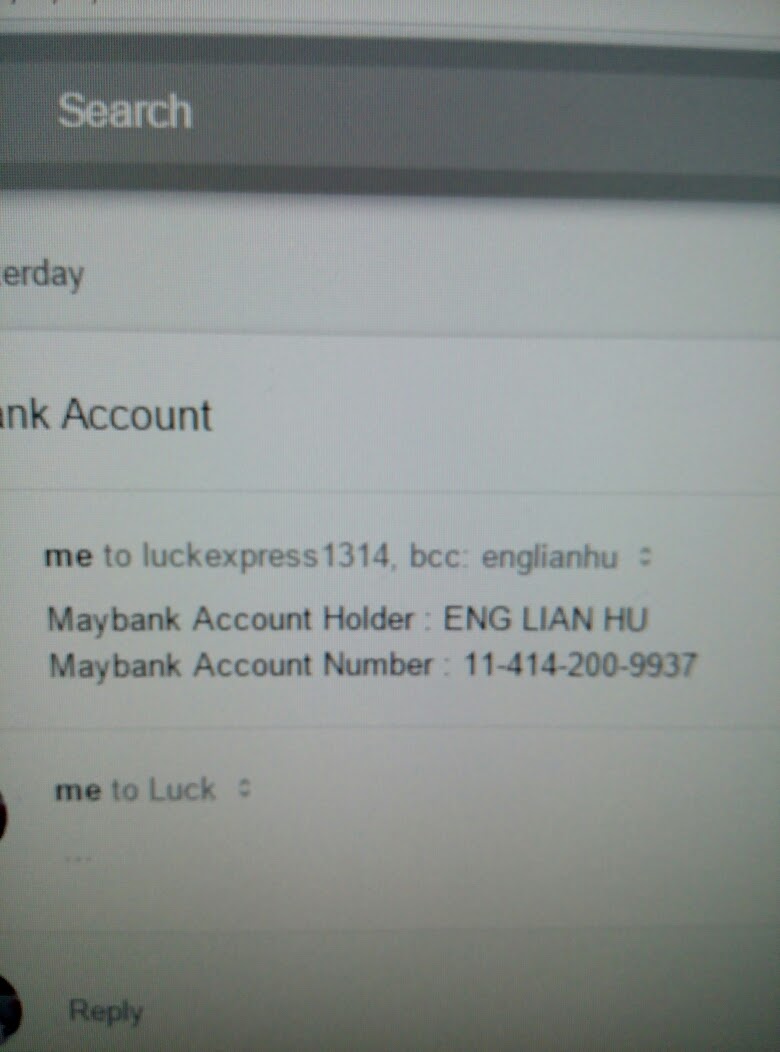 Search
erday
ank Account
me to luckexpress1314, bcc: englianhu
Maybank Account Holder : ENG LIAN HU
Maybank Account Number : 11-414-200-9937
me to Luck
...
Reply